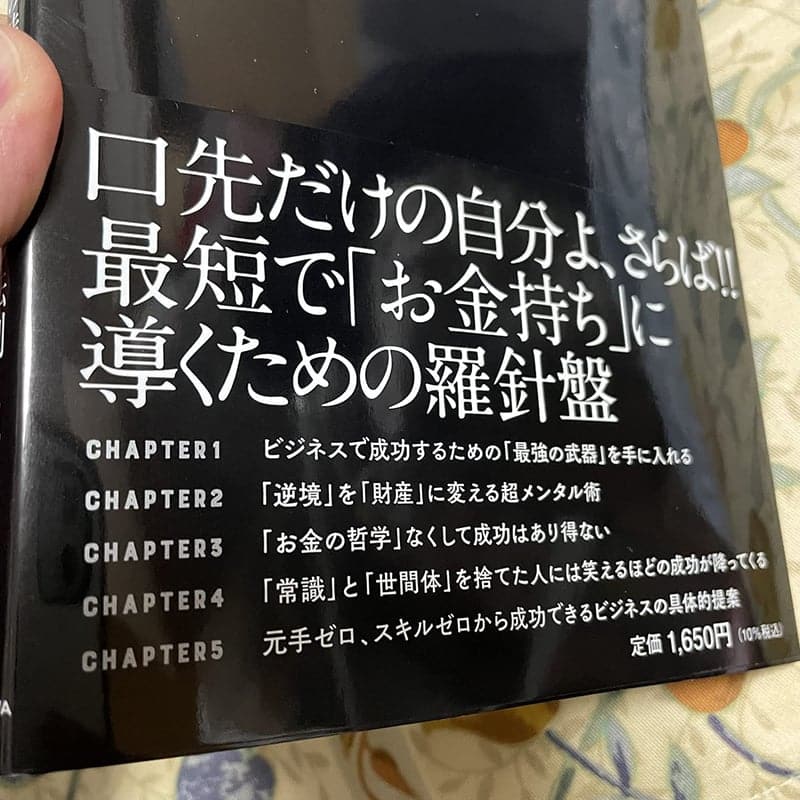 口先だけの自分よ、さらば!!
最短で「お金持ち」に
導くための羅針盤
CHAPTER1 ビジネスで成功するための「最強の武器」を手に入れる
CHAPTER2 「逆境」を「財産」に変える超メンタル術
CHAPTER3 「お金の哲学」なくして成功はあり得ない
CHAPTER4 「常識」と「世間体」を捨てた人には笑えるほどの成功が降ってくる
CHAPTER5 元手ゼロ、スキルゼロから成功できるビジネスの具体的提案
定価1,650円(10%税込)